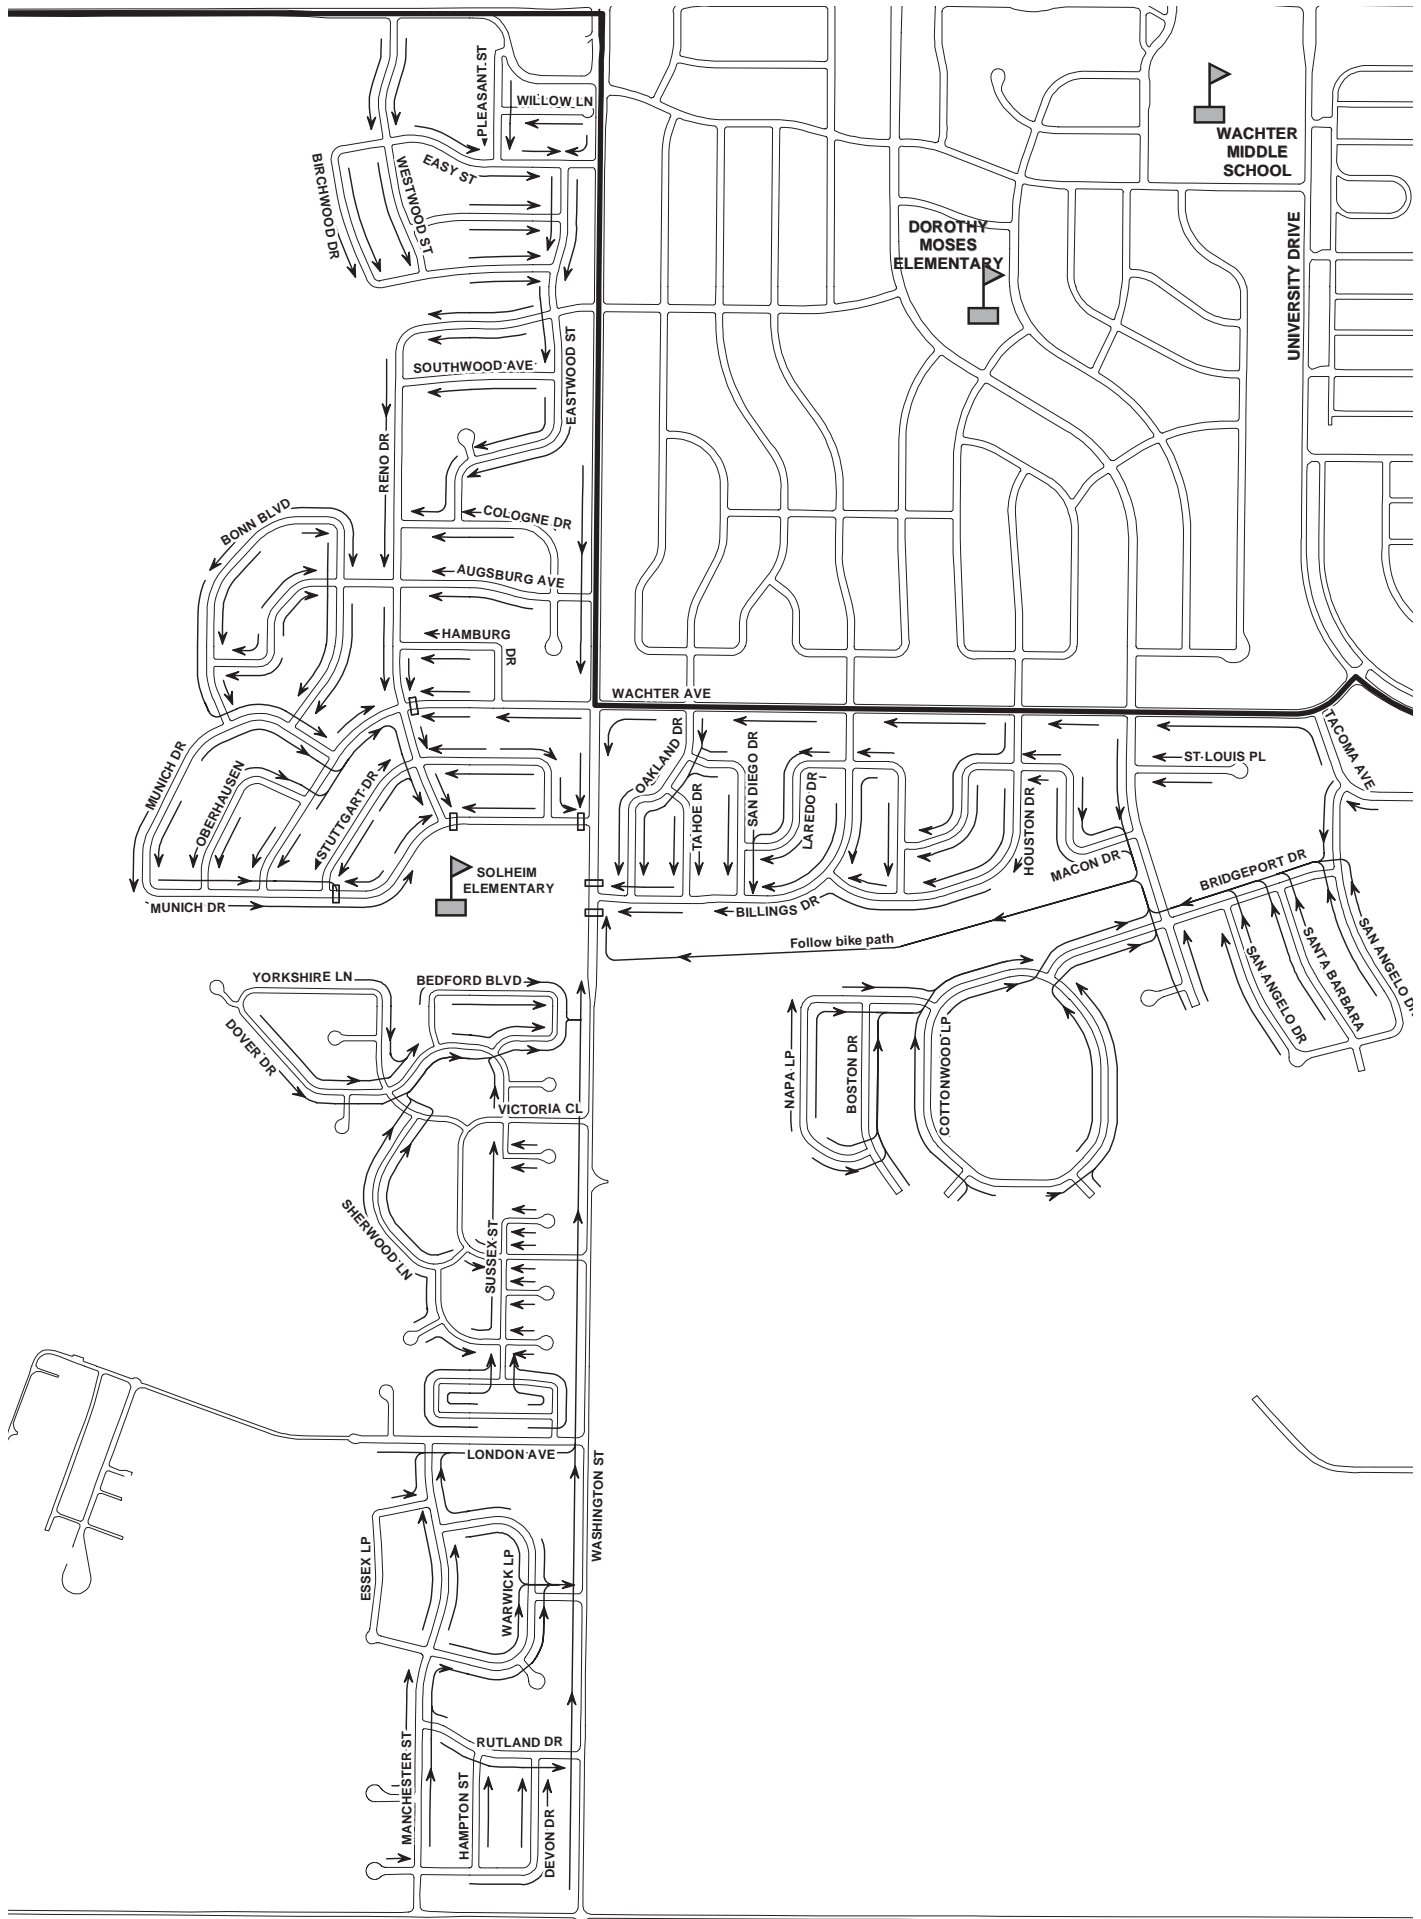 PLEASANT ST
WILLOW LN
WACHTER
MIDDLE
SCHOOL
BIRCHWOOD DR
WESTWOOD ST
EASY ST
UNIVERSITY DRIVE
DOROTHY
MOSES
ELEMENTARY
SOUTHWOOD AVE
EASTWOOD ST
RENO DR
BONN BLVD
COLOGNE DR
AUGSBURG AVE
HAMBURG
DR
WACHTER AVE
TACOMA AVE
OAKLAND DR
SAN DIEGO DR
ST LOUIS PL
MUNICH DR
OBERHAUSEN
STUTTGART DR
TAHOE DR
LAREDO DR
HOUSTON DR
MACON DR
BRIDGEPORT DR
SOLHEIM
ELEMENTARY
MUNICH DR
BILLINGS DR
Follow bike path
SAN ANGELO DR
SANTA BARBARA
SAN ANGELO DR
YORKSHIRE LN
BEDFORD BLVD
DOVER DR
NAPA LP
BOSTON DR
COTTONWOOD LP
VICTORIA CL
SHERWOOD LN
SUSSEX ST
LONDON AVE
WASHINGTON ST
ESSEX LP
WARWICK LP
MANCHESTER ST
RUTLAND DR
HAMPTON ST
DEVON DR